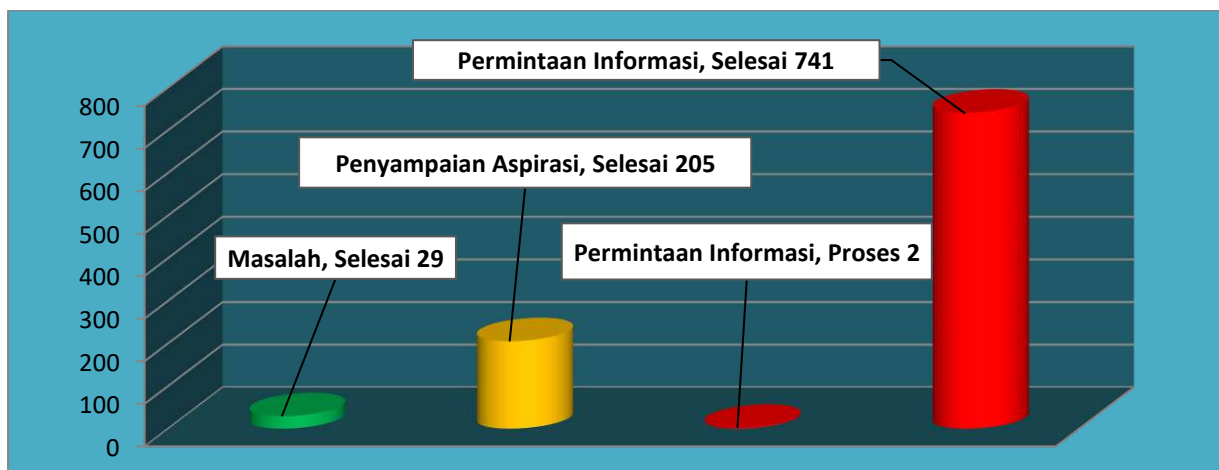 Permintaan Informasi, Selesai 741
Penyampaian Aspirasi, Selesai 205
Masalah, Selesai 29
Permintaan Informasi, Proses 2
800
700
600
500
400
300
200
100
0